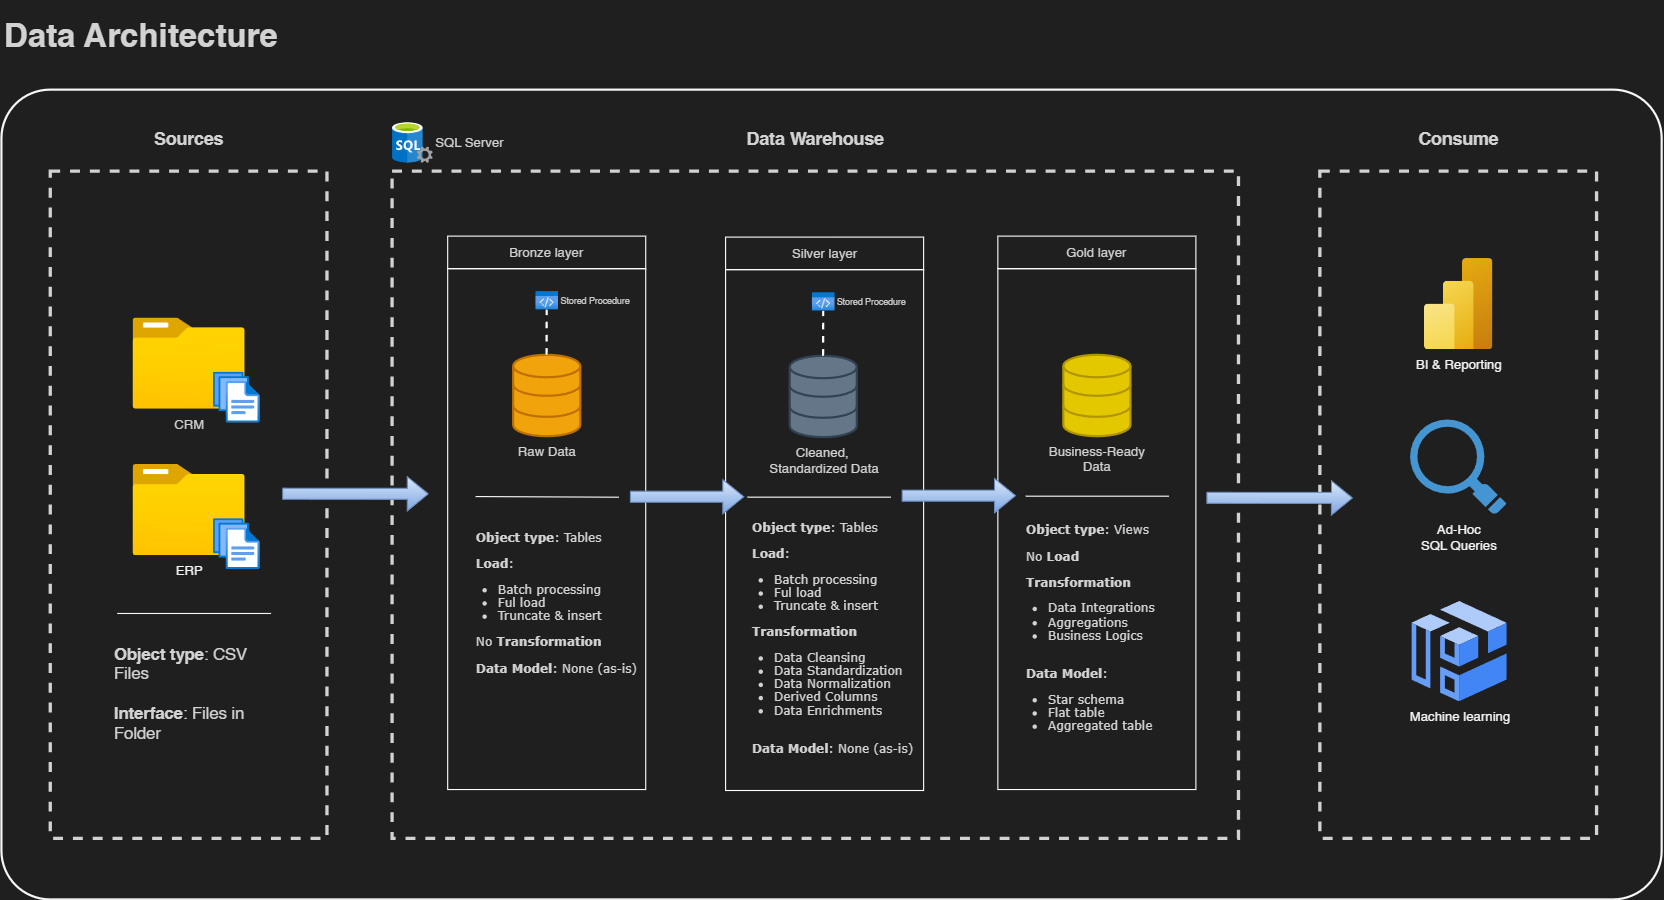 Data Architecture
Sources
SQL
SQL Server
Data Warehouse
Consume
CRM
ERP
Object type: CSV
Files
Interface: Files in
Folder
Bronze layer
</> Stored Procedure
Raw Data
Object type: Tables
Load:
• Batch processing
• Ful load
• Truncate & insert
No Transformation
Data Model: None (as-is)
Silver layer
</> Stored Procedure
Cleaned,
Standardized Data
Object type: Tables
Load:
• Batch processing
• Ful load
• Truncate & insert
Transformation
• Data Cleansing
• Data Standardization
• Data Normalization
• Derived Columns
• Data Enrichments
Data Model: None (as-is)
Gold layer
Business-Ready
Data
Object type: Views
No Load
Transformation
• Data Integrations
• Aggregations
• Business Logics
Data Model:
• Star schema
• Flat table
• Aggregated table
BI & Reporting
Ad-Hoc
SQL Queries
Machine learning